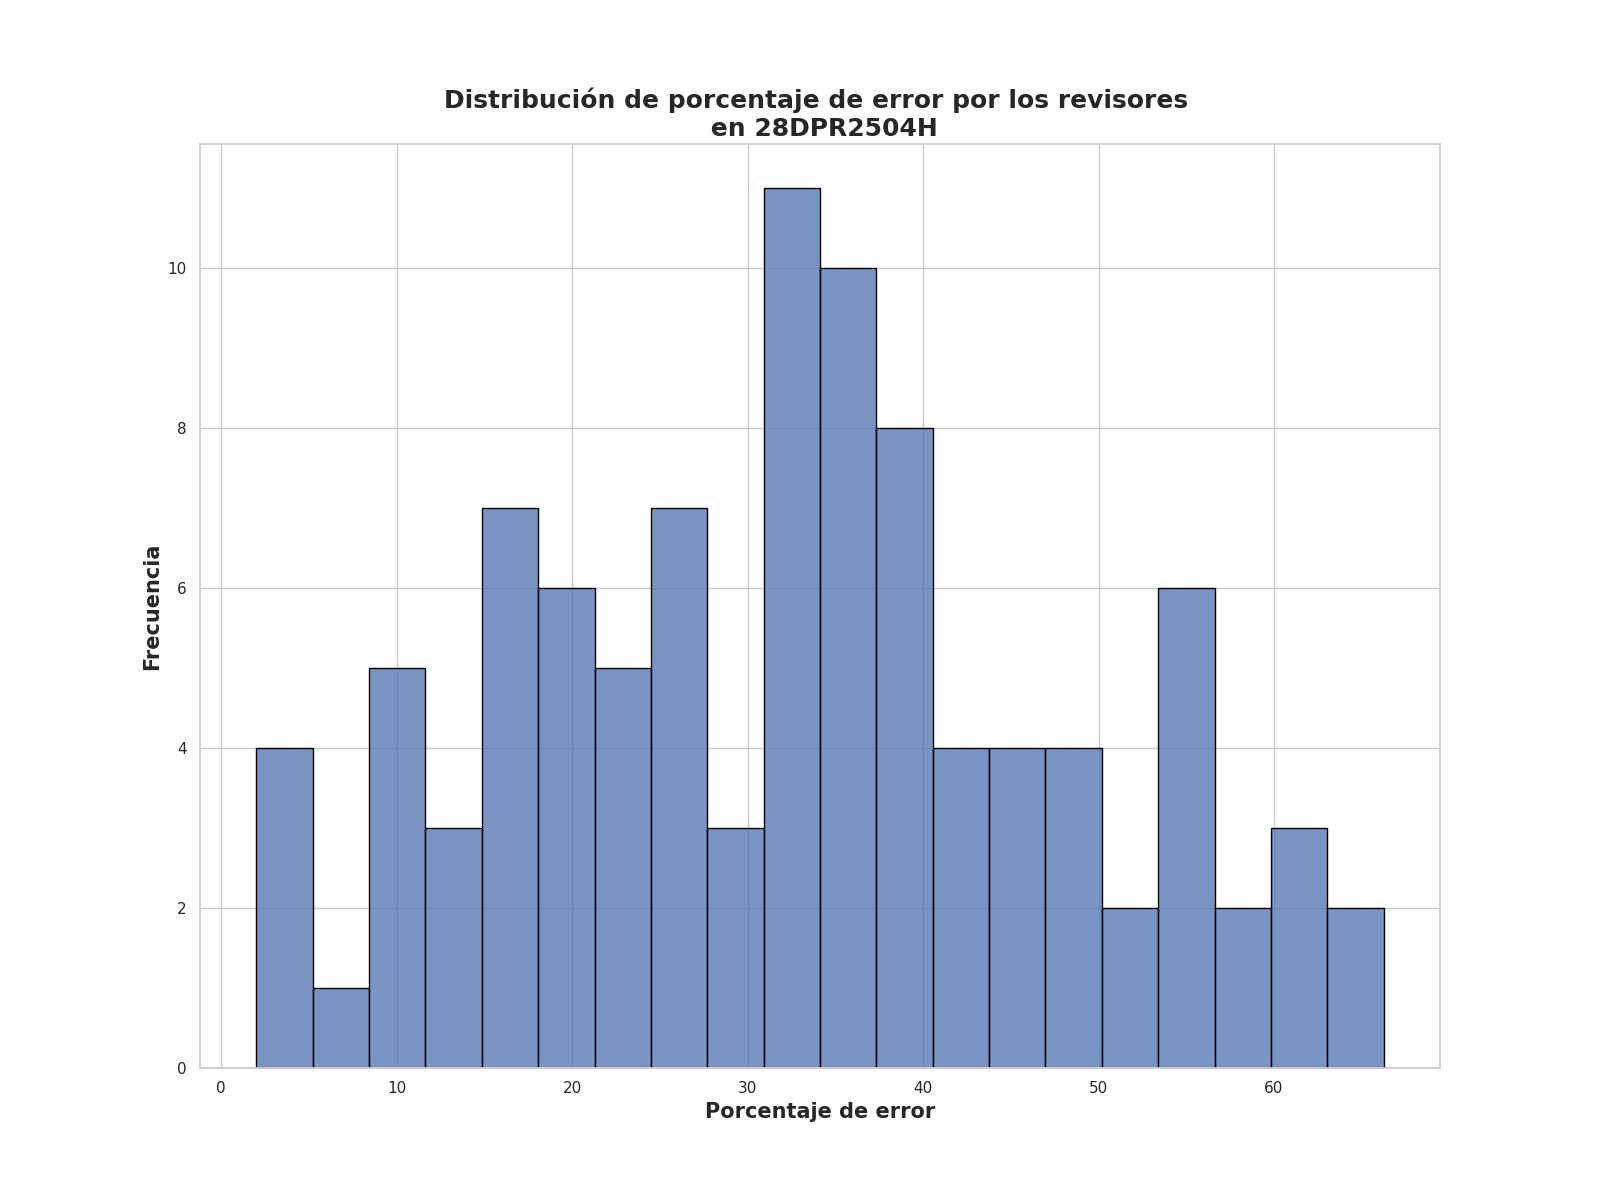 Distribución de porcentaje de error por los revisores
en 28DPR2504H
Frecuencia
10
8
6
4
2
0
0 10 20 30 40 50 60
Porcentaje de error